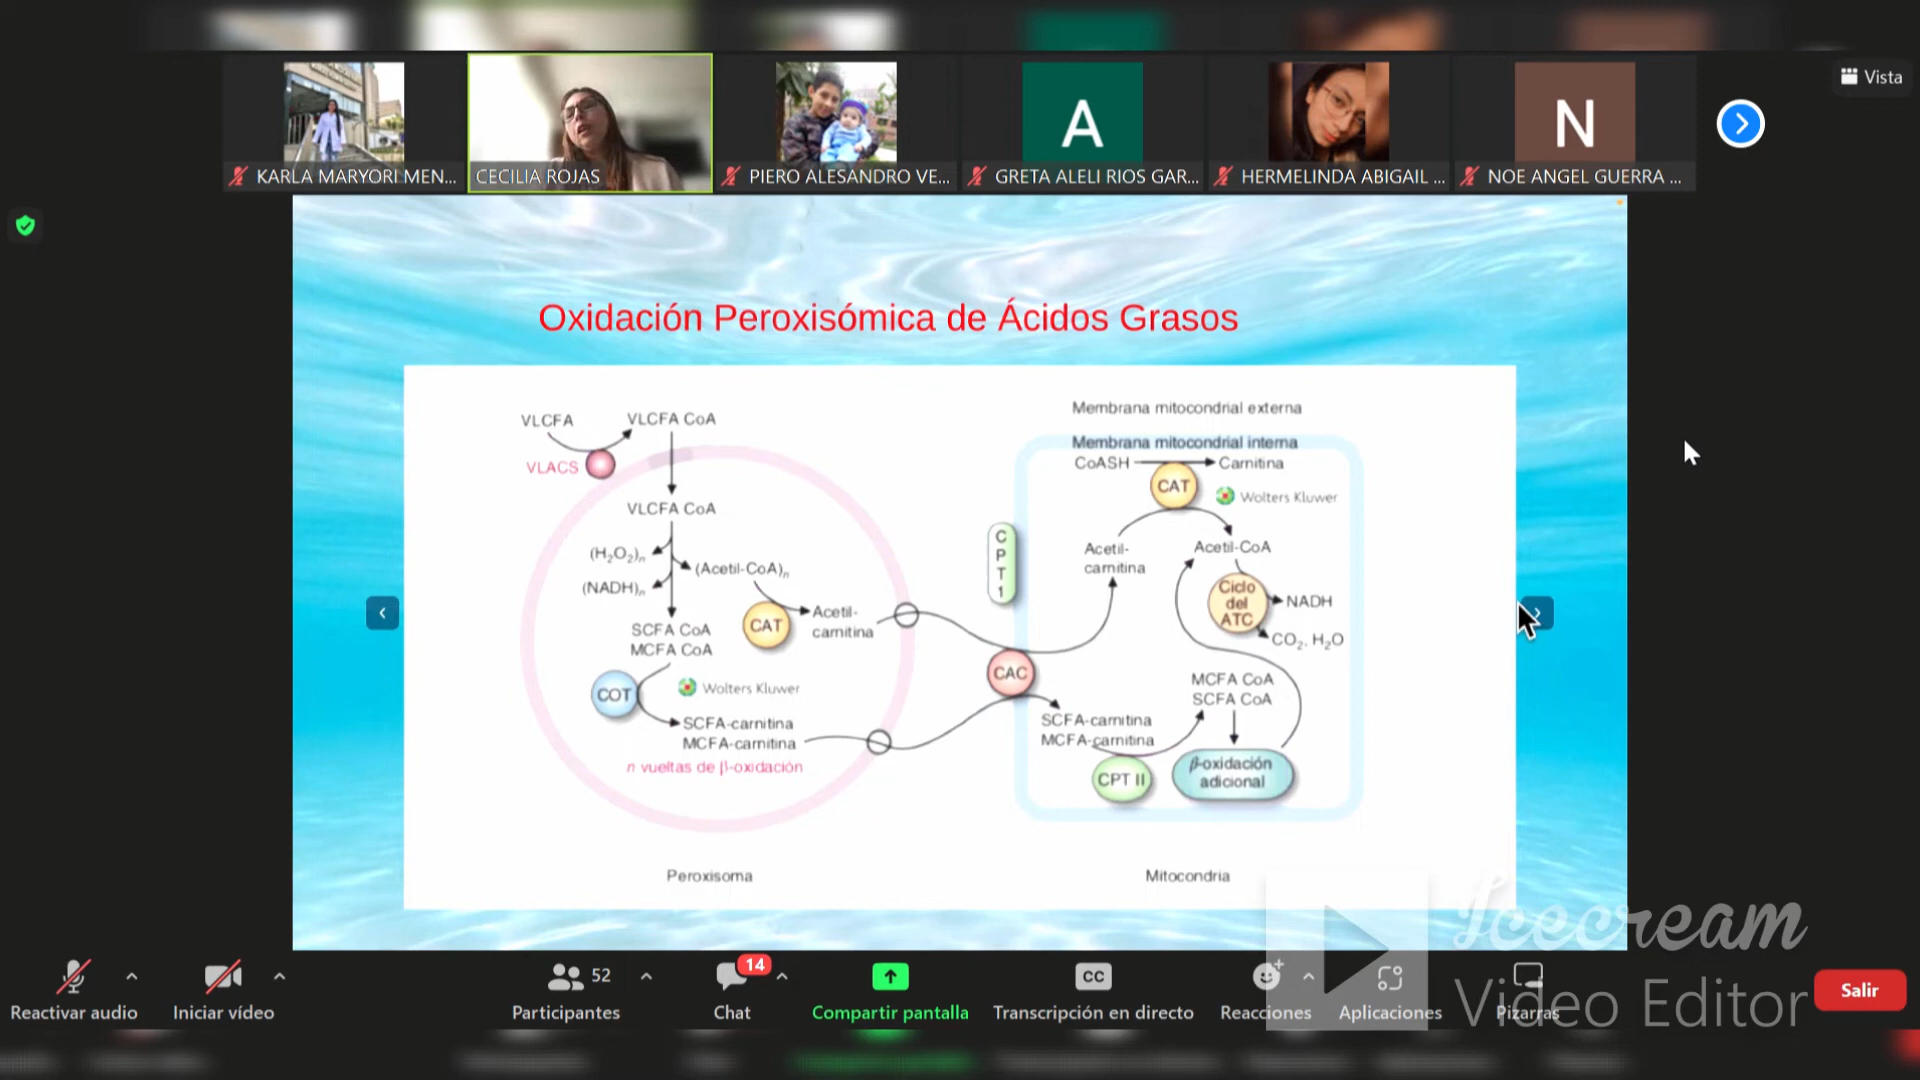 Vista
A
N
KARLA MARYORI MEN...
CECILIA ROJAS
PIERO ALESANDRO VE...
GRETA ALELI RIOS GAR...
HERMELINDA ABIGAIL ...
NOE ANGEL GUERRA ...
Oxidación Peroxisómica de Ácidos Grasos
VLCFA
VLCFA CoA
VLACS
VLCFA CoA
(H₂O₂)ₙ
(Acetil-CoA)ₙ
(NADH)ₙ
SCFA CoA
MCFA CoA
CAT
Acetil-
carnitina
COT
Wolters Kluwer
SCFA-carnitina
MCFA-carnitina
n vueltas de β-oxidación
Peroxisoma
CPT1
CAC
Membrana mitocondrial externa
Membrana mitocondrial interna
CoASH
Carnitina
CAT
Wolters Kluwer
Acetil-
carnitina
Acetil-CoA
Ciclo
del
ATC
NADH
CO₂, H₂O
MCFA CoA
SCFA CoA
SCFA-carnitina
MCFA-carnitina
CPT II
β-oxidación
adicional
Mitocondria
Icecream
Video Editor
52
14
CC
Reactivar audio
Iniciar vídeo
Participantes
Chat
Compartir pantalla
Transcripción en directo
Reacciones
Aplicaciones
Pizarras
Salir